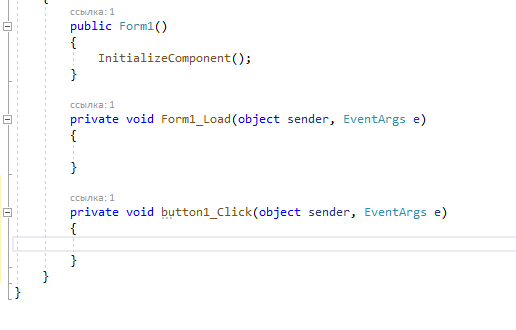 {
ссылка: 1
public Form1()
{
InitializeComponent();
}
ссылка: 1
private void Form1_Load(object sender, EventArgs e)
{
}
ссылка: 1
private void button1_Click(object sender, EventArgs e)
{
}
}
}